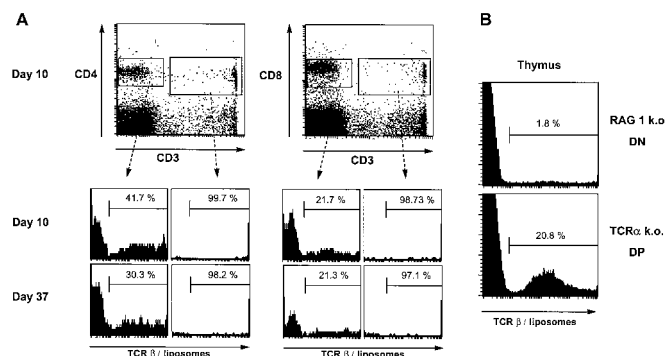 A
B
Day 10
CD4
CD3
CD8
CD3
Day 10
41.7 %
99.7 %
21.7 %
98.73 %
Day 37
30.3 %
98.2 %
21.3 %
97.1 %
TCR β / liposomes
TCR β / liposomes
Thymus
1.8 %
RAG 1 k.o
DN
20.8 %
TCRα k.o.
DP
TCR β / liposomes